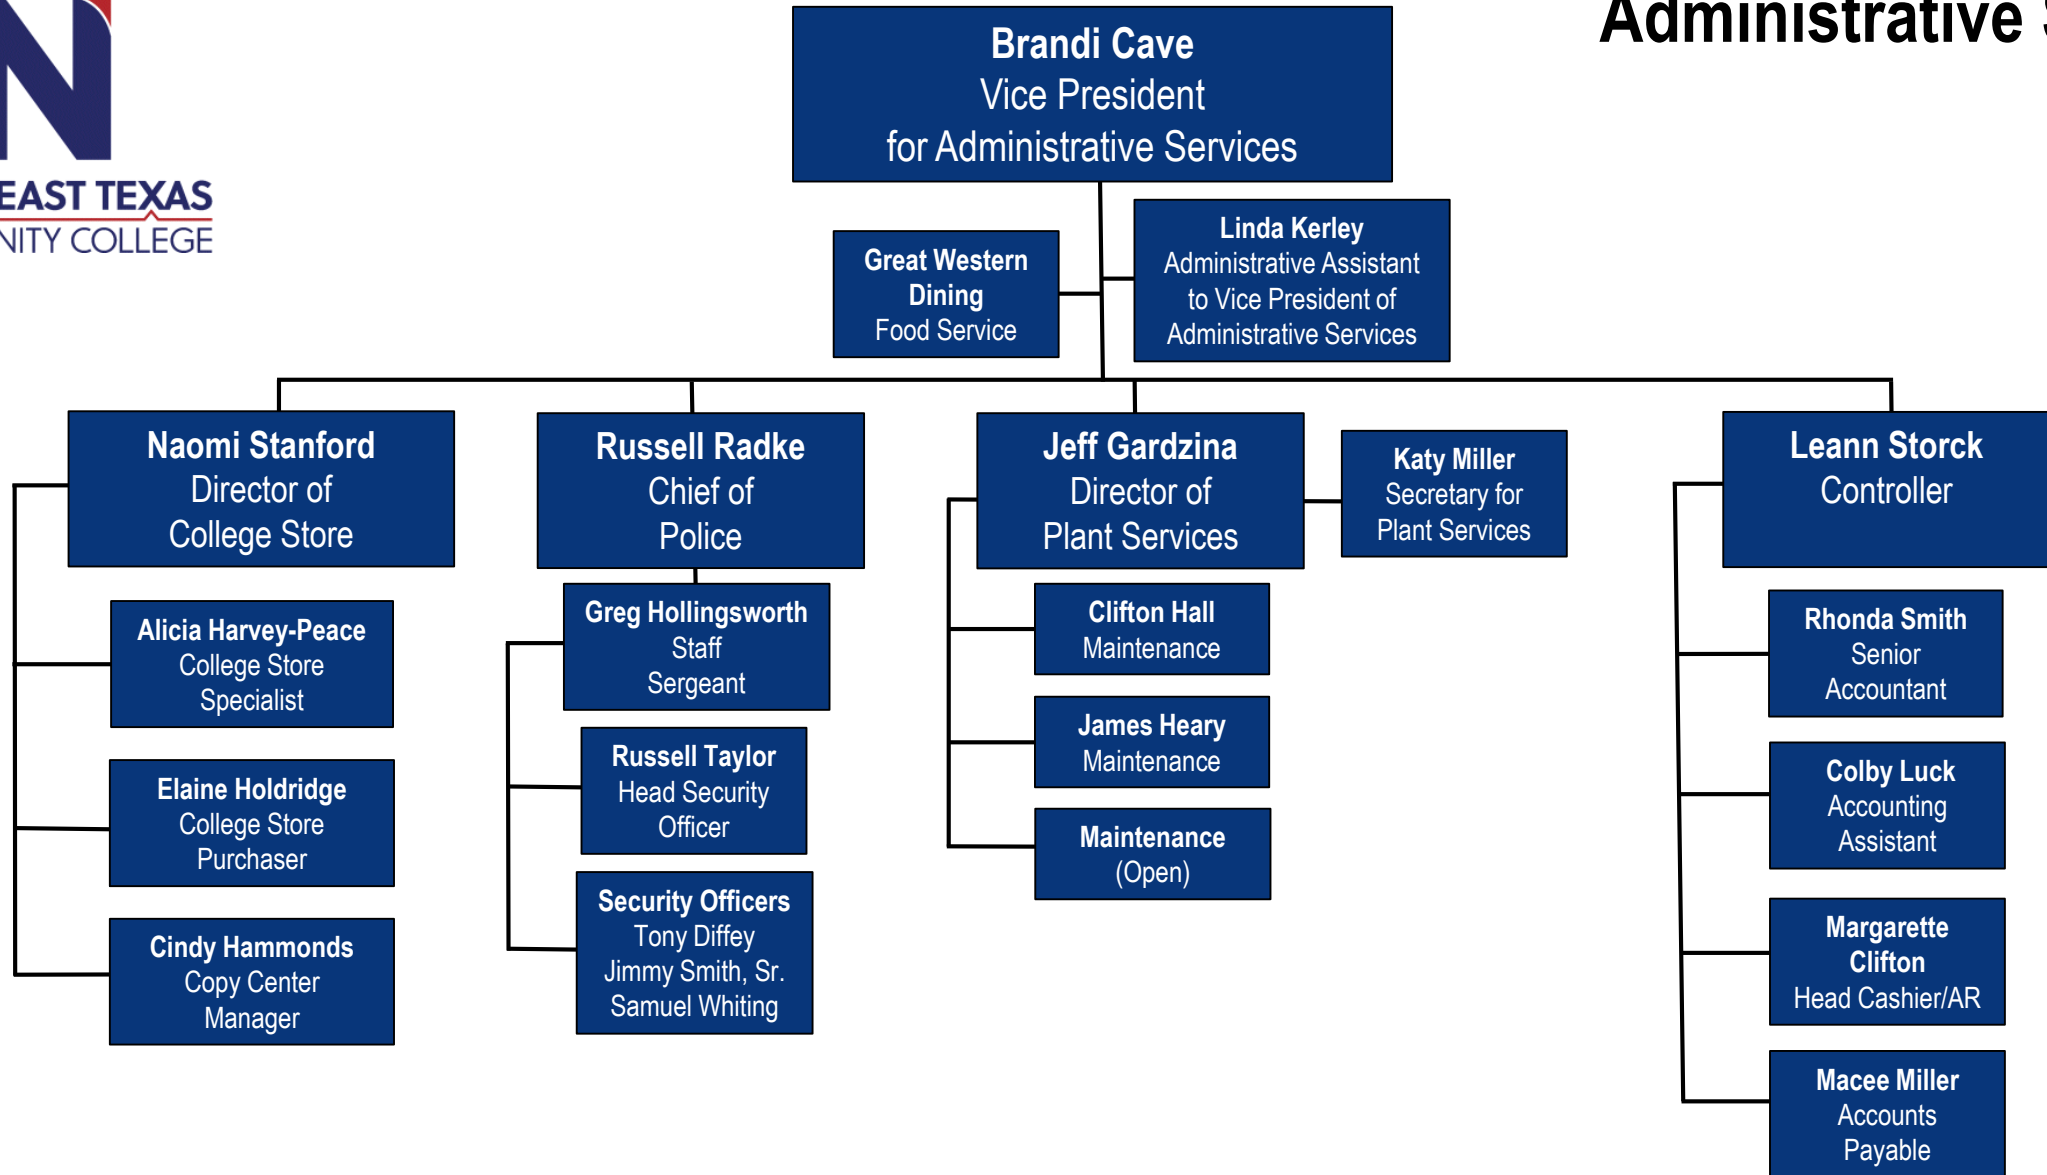 Administrative S
EAST TEXAS
NITY COLLEGE
Brandi Cave
Vice President
for Administrative Services
Great Western
Dining
Food Service
Linda Kerley
Administrative Assistant
to Vice President of
Administrative Services
Naomi Stanford
Director of
College Store
Alicia Harvey-Peace
College Store
Specialist
Elaine Holdridge
College Store
Purchaser
Cindy Hammonds
Copy Center
Manager
Russell Radke
Chief of
Police
Greg Hollingsworth
Staff
Sergeant
Russell Taylor
Head Security
Officer
Security Officers
Tony Diffey
Jimmy Smith, Sr.
Samuel Whiting
Jeff Gardzina
Director of
Plant Services
Katy Miller
Secretary for
Plant Services
Clifton Hall
Maintenance
James Heary
Maintenance
Maintenance
(Open)
Leann Storck
Controller
Rhonda Smith
Senior
Accountant
Colby Luck
Accounting
Assistant
Margarette
Clifton
Head Cashier/AR
Macee Miller
Accounts
Payable